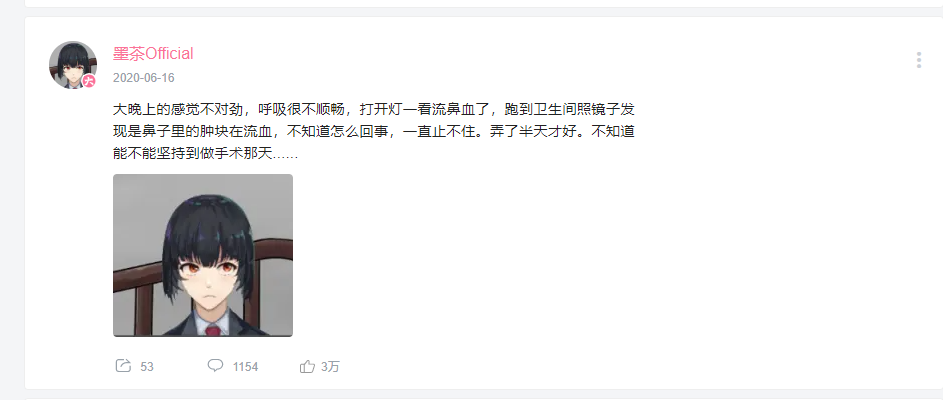 墨茶Official
2020-06-16
大晚上的感觉不对劲，呼吸很不顺畅，打开灯一看流鼻血了，跑到卫生间照镜子发
现是鼻子里的肿块在流血，不知道怎么回事，一直止不住。弄了半天才好。不知道
能不能坚持到做手术那天……
53 1154 3万